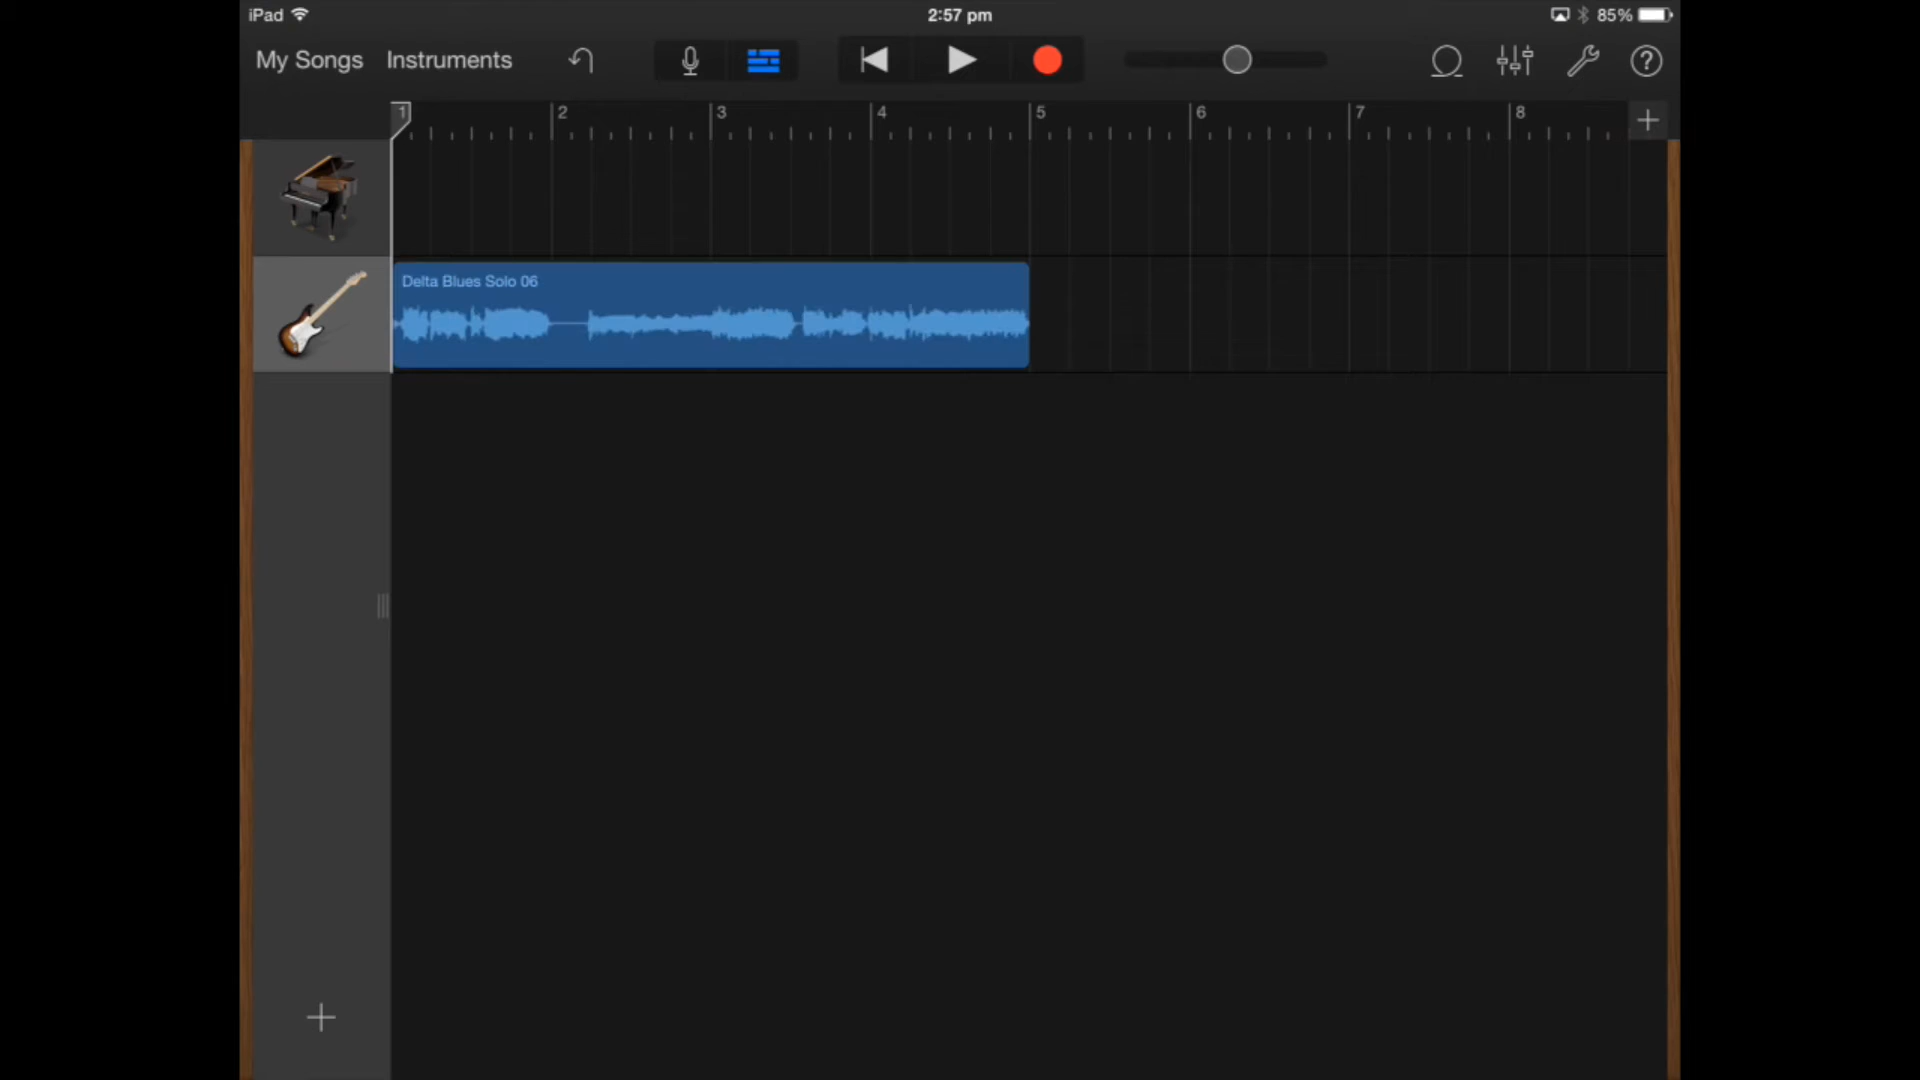 iPad 2:57 pm 85%
My Songs Instruments ?
1 2 3 4 5 6 7 8 +
Delta Blues Solo 06
+